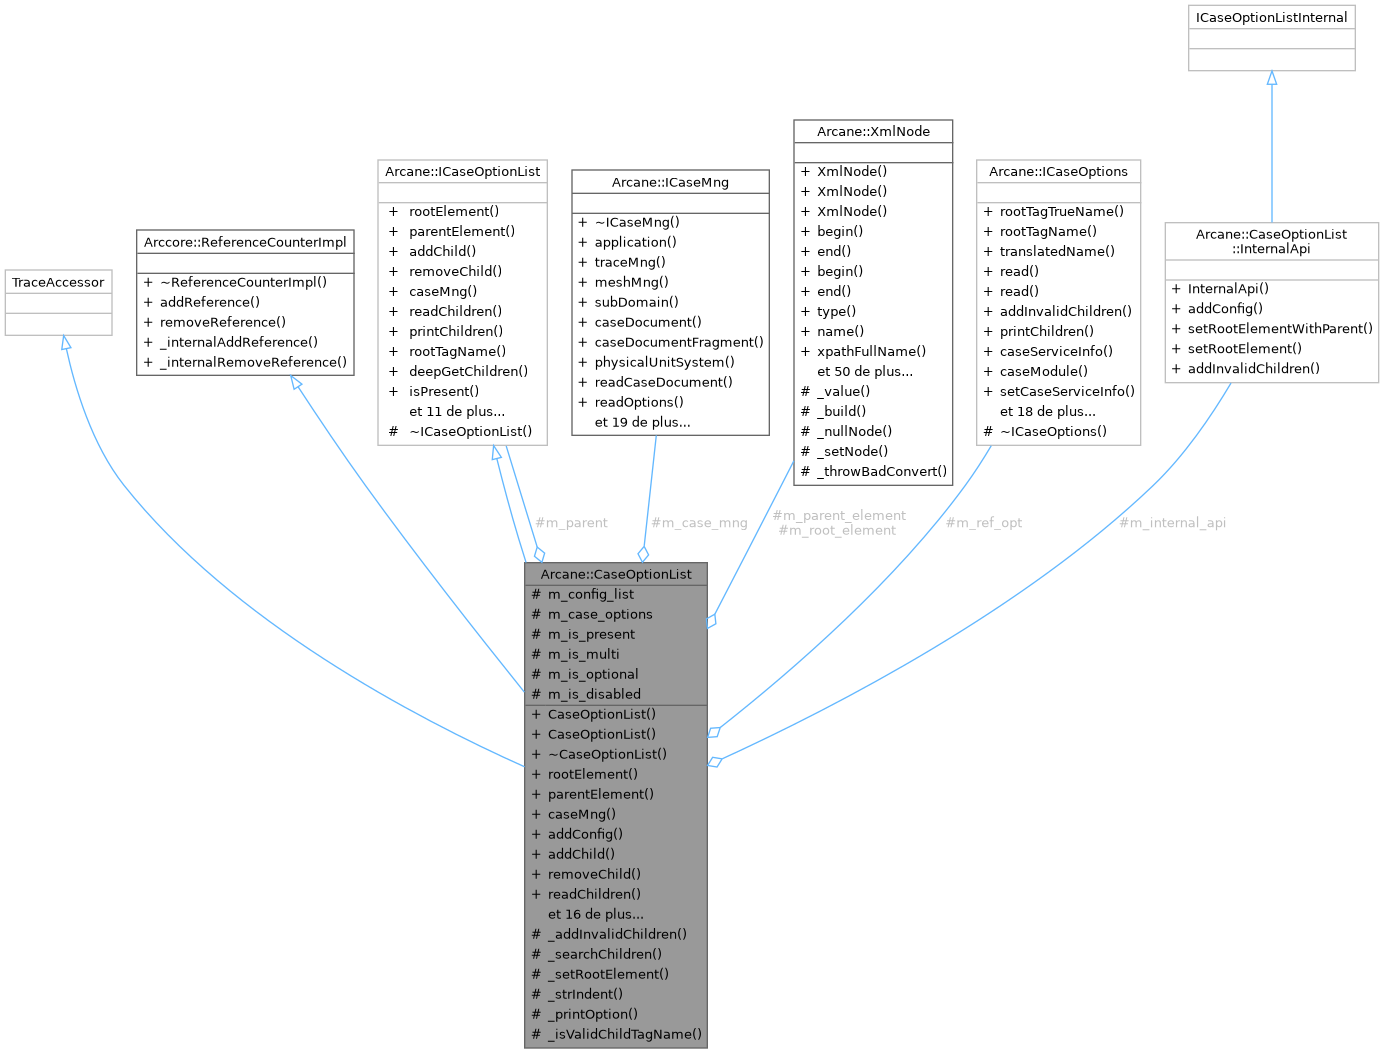 ICaseOptionListInternal
TraceAccessor
Arccore::ReferenceCounterImpl
+ ~ReferenceCounterImpl()
+ addReference()
+ removeReference()
+ _internalAddReference()
+ _internalRemoveReference()
Arcane::ICaseOptionList
+ rootElement()
+ parentElement()
+ addChild()
+ removeChild()
+ caseMng()
+ readChildren()
+ printChildren()
+ rootTagName()
+ deepGetChildren()
+ isPresent()
et 11 de plus...
# ~ICaseOptionList()
Arcane::ICaseMng
+ ~ICaseMng()
+ application()
+ traceMng()
+ meshMng()
+ subDomain()
+ caseDocument()
+ caseDocumentFragment()
+ physicalUnitSystem()
+ readCaseDocument()
+ readOptions()
et 19 de plus...
Arcane::XmlNode
+ XmlNode()
+ XmlNode()
+ XmlNode()
+ begin()
+ end()
+ begin()
+ end()
+ type()
+ name()
+ xpathFullName()
et 50 de plus...
# _value()
# _build()
# _nullNode()
# _setNode()
# _throwBadConvert()
Arcane::ICaseOptions
+ rootTagTrueName()
+ rootTagName()
+ translatedName()
+ read()
+ read()
+ addInvalidChildren()
+ printChildren()
+ caseServiceInfo()
+ caseModule()
+ setCaseServiceInfo()
et 18 de plus...
# ~ICaseOptions()
Arcane::CaseOptionList
::InternalApi
+ InternalApi()
+ addConfig()
+ setRootElementWithParent()
+ setRootElement()
+ addInvalidChildren()
#m_parent
#m_case_mng
#m_parent_element
#m_root_element
#m_ref_opt
#m_internal_api
Arcane::CaseOptionList
# m_config_list
# m_case_options
# m_is_present
# m_is_multi
# m_is_optional
# m_is_disabled
+ CaseOptionList()
+ CaseOptionList()
+ ~CaseOptionList()
+ rootElement()
+ parentElement()
+ caseMng()
+ addConfig()
+ addChild()
+ removeChild()
+ readChildren()
et 16 de plus...
# _addInvalidChildren()
# _searchChildren()
# _setRootElement()
# _strIndent()
# _printOption()
# _isValidChildTagName()